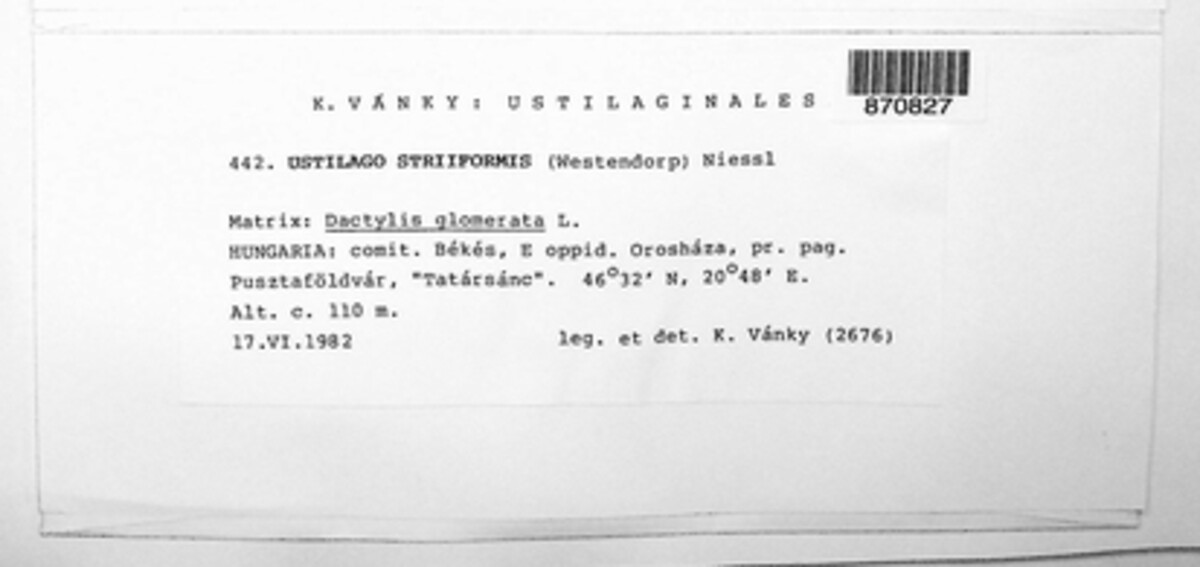 870827
K. VÁNKY: USTILAGINALES
442. USTILAGO STRIIFORMIS (Westendorp) Niessl
Matrix: Dactylis glomerata L.
HUNGARIA: comit. Békés, E oppid. Orosháza, pr. pag.
Pusztaföldvár, "Tatársánc". 46°32' N, 20°48' E.
Alt. c. 110 m.
17.VI.1982 leg. et det. K. Vánky (2676)